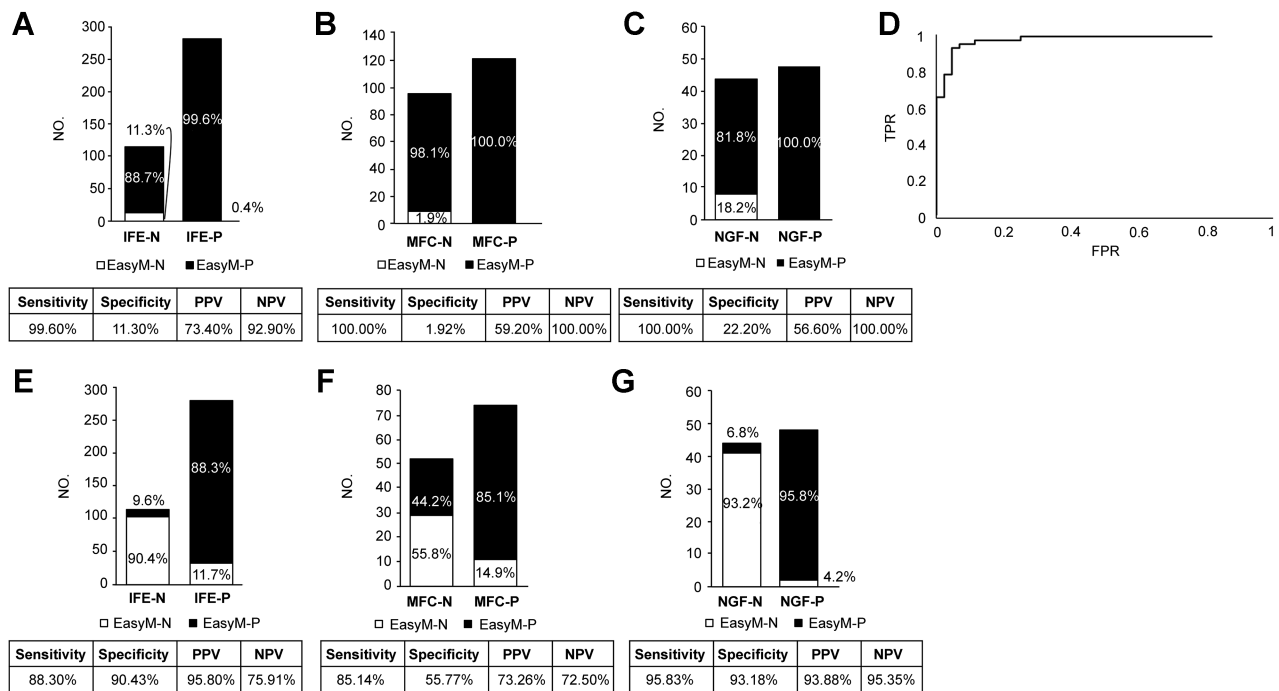 A
NO.
300
250
200
150
100
50
0
11.3%
88.7%
99.6%
0.4%
IFE-N IFE-P
EasyM-N EasyM-P
Sensitivity Specificity PPV NPV
99.60% 11.30% 73.40% 92.90%
B
NO.
140
120
100
80
60
40
20
0
98.1%
1.9%
100.0%
MFC-N MFC-P
EasyM-N EasyM-P
Sensitivity Specificity PPV NPV
100.00% 1.92% 59.20% 100.00%
C
NO.
60
50
40
30
20
10
0
81.8%
18.2%
100.0%
NGF-N NGF-P
EasyM-N EasyM-P
Sensitivity Specificity PPV NPV
100.00% 22.20% 56.60% 100.00%
D
TPR
1
0.8
0.6
0.4
0.2
0
0 0.2 0.4 0.6 0.8 1
FPR
E
NO.
300
250
200
150
100
50
0
9.6%
90.4%
88.3%
11.7%
IFE-N IFE-P
EasyM-N EasyM-P
Sensitivity Specificity PPV NPV
88.30% 90.43% 95.80% 75.91%
F
NO.
80
70
60
50
40
30
20
10
0
44.2%
55.8%
85.1%
14.9%
MFC-N MFC-P
EasyM-N EasyM-P
Sensitivity Specificity PPV NPV
85.14% 55.77% 73.26% 72.50%
G
NO.
60
50
40
30
20
10
0
6.8%
93.2%
95.8%
4.2%
NGF-N NGF-P
EasyM-N EasyM-P
Sensitivity Specificity PPV NPV
95.83% 93.18% 93.88% 95.35%